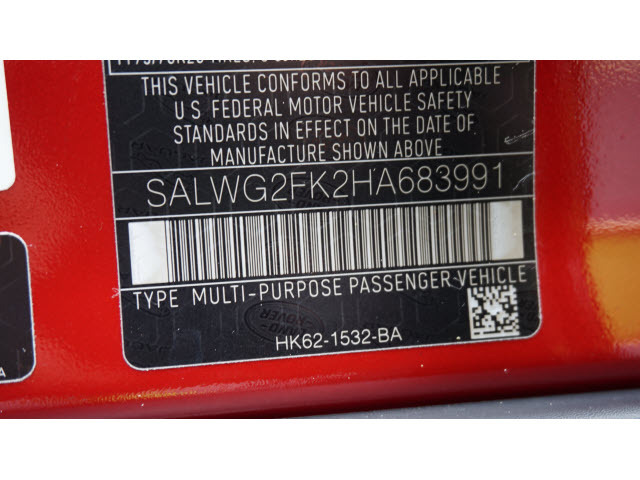 THIS VEHICLE CONFORMS TO ALL APPLICABLE
U.S. FEDERAL MOTOR VEHICLE SAFETY
STANDARDS IN EFFECT ON THE DATE OF
MANUFACTURE SHOWN ABOVE
SALWG2FK2HA683991
TYPE MULTI-PURPOSE PASSENGER VEHICLE
HK62-1532-BA